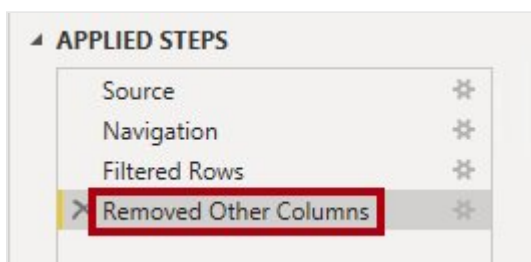 APPLIED STEPS
Source
Navigation
Filtered Rows
Removed Other Columns